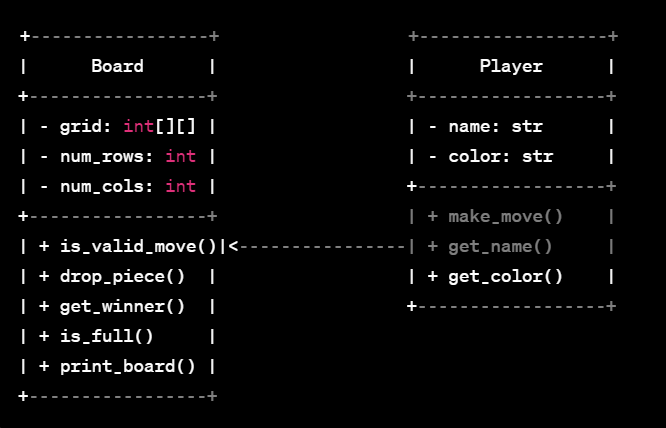 +-----------------+                  +------------------+
|      Board      |                  |      Player      |
+-----------------+                  +------------------+
| - grid: int[][] |                  | - name: str      |
| - num_rows: int |                  | - color: str     |
| - num_cols: int |                  +------------------+
+-----------------+                  | + make_move()    |
| + is_valid_move()|<----------------| + get_name()     |
| + drop_piece()  |                  | + get_color()    |
| + get_winner()  |                  +------------------+
| + is_full()     |
| + print_board() |
+-----------------+